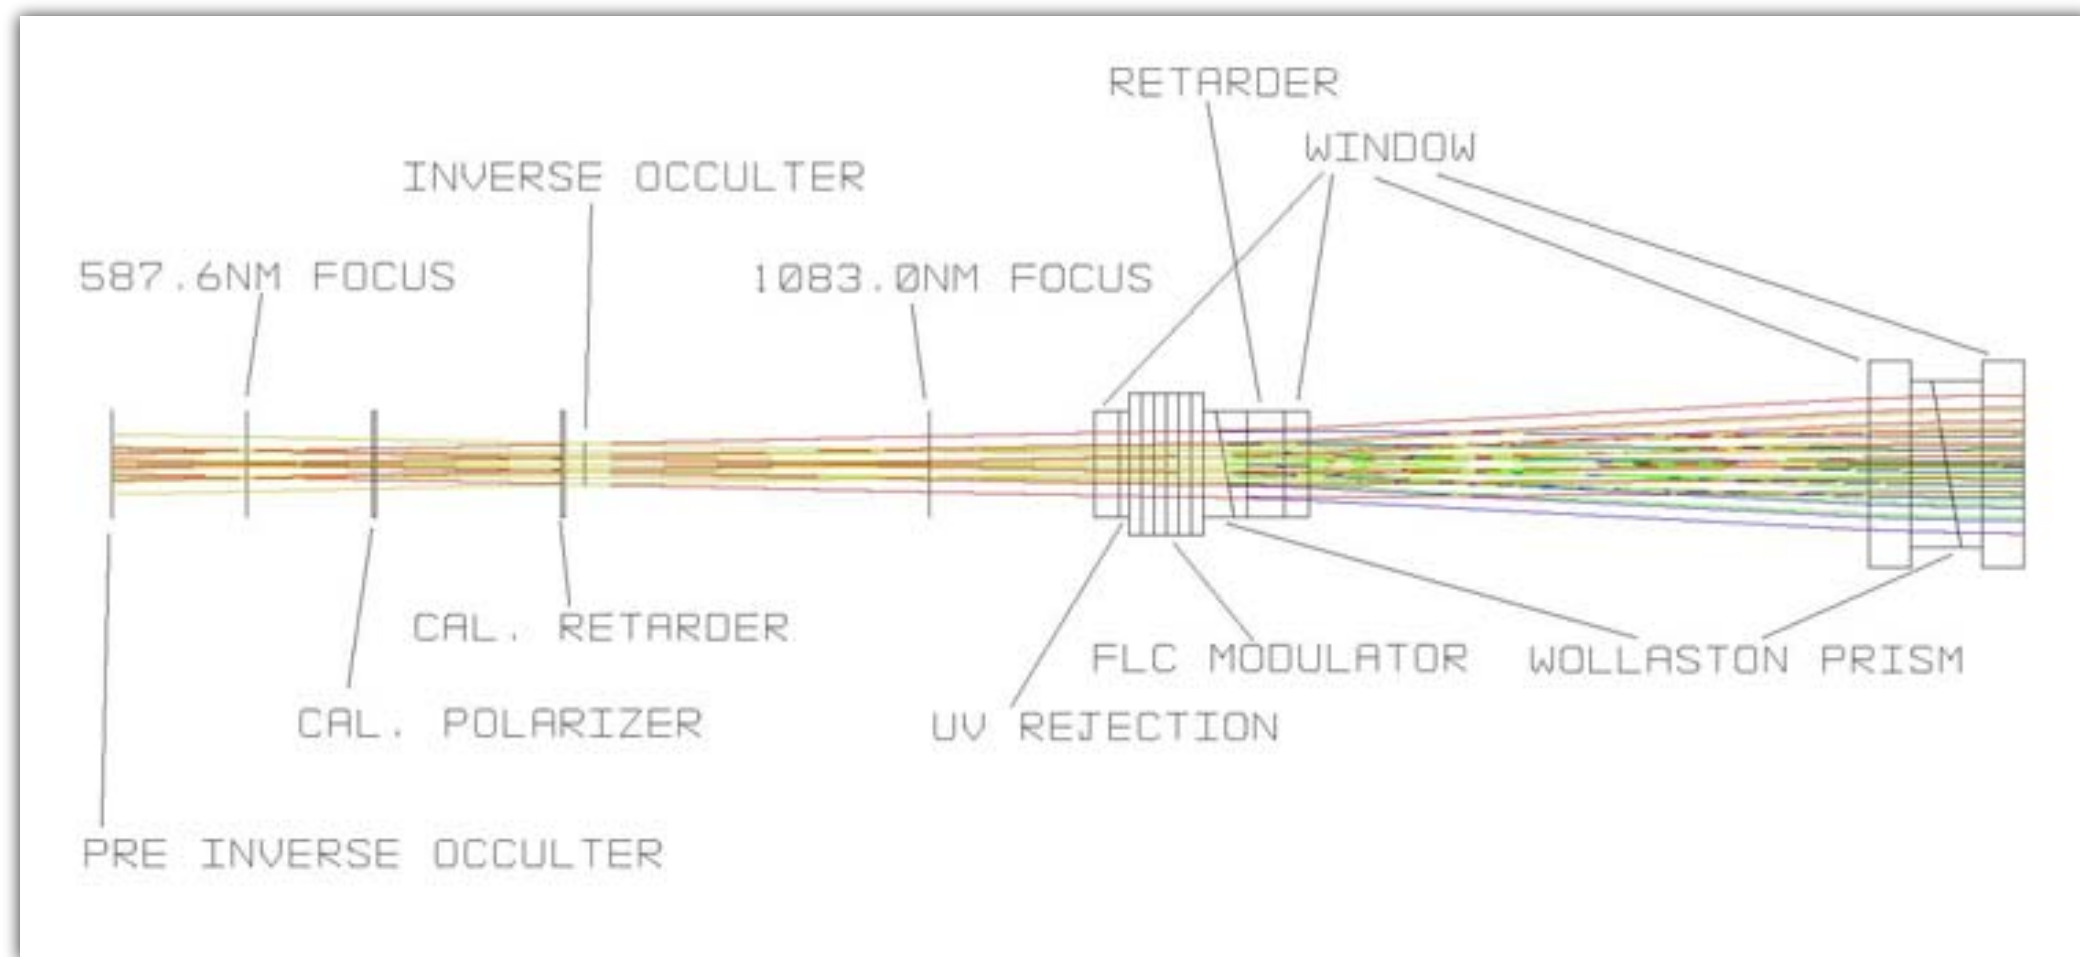 RETARDER
WINDOW
INVERSE OCCULTER
587.6NM FOCUS
1083.0NM FOCUS
CAL. RETARDER
FLC MODULATOR
WOLLASTON PRISM
CAL. POLARIZER
UV REJECTION
PRE INVERSE OCCULTER